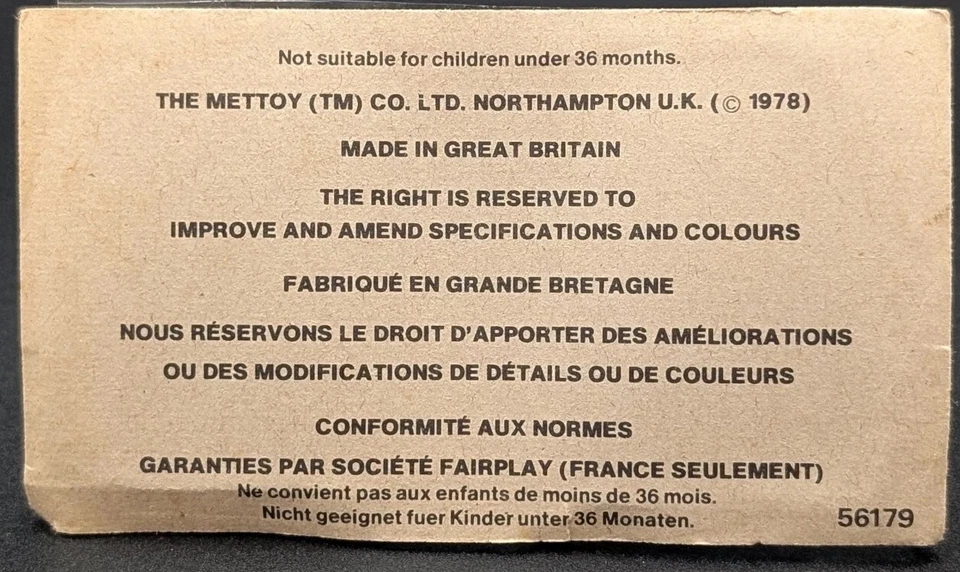 Not suitable for children under 36 months.
THE METTOY (TM) CO. LTD. NORTHAMPTON U.K. (© 1978)
MADE IN GREAT BRITAIN
THE RIGHT IS RESERVED TO
IMPROVE AND AMEND SPECIFICATIONS AND COLOURS
FABRIQUÉ EN GRANDE BRETAGNE
NOUS RÉSERVONS LE DROIT D'APPORTER DES AMÉLIORATIONS
OU DES MODIFICATIONS DE DÉTAILS OU DE COULEURS
CONFORMITÉ AUX NORMES
GARANTIES PAR SOCIÉTÉ FAIRPLAY (FRANCE SEULEMENT)
Ne convient pas aux enfants de moins de 36 mois.
Nicht geeignet fuer Kinder unter 36 Monaten.
56179